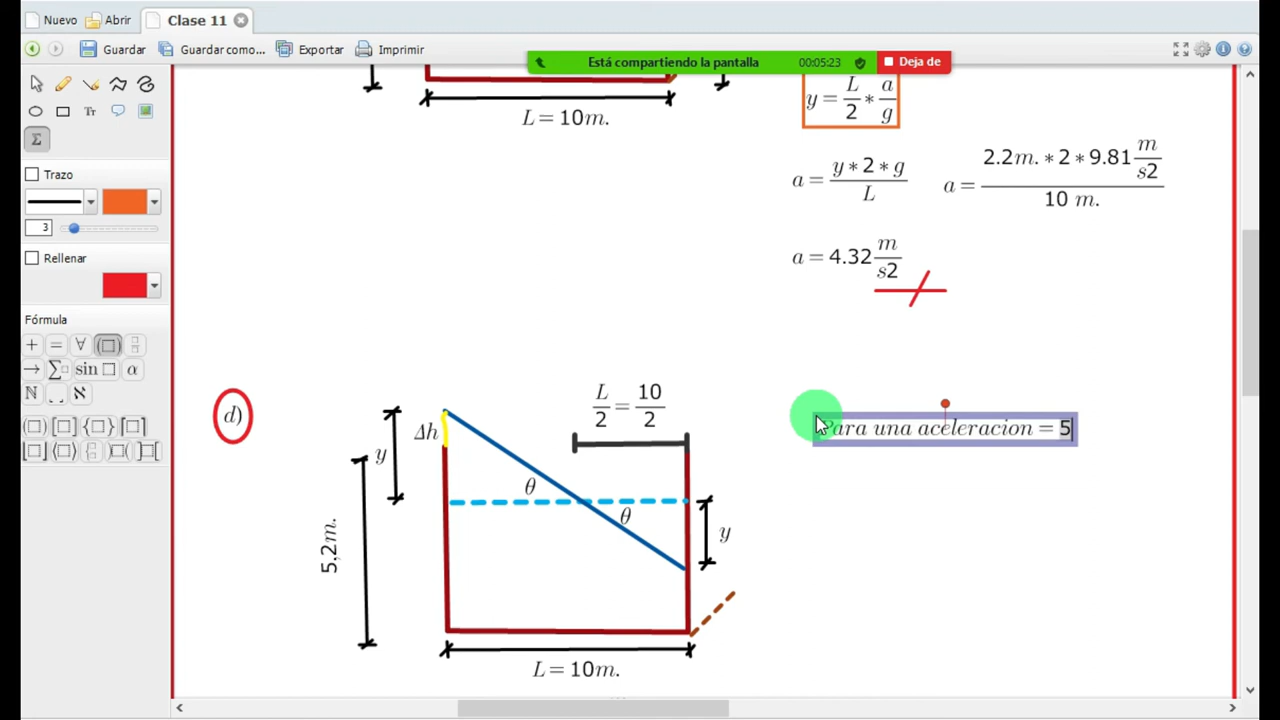 Nuevo Abrir Clase 11
Guardar Guardar como... Exportar Imprimir
Está compartiendo la pantalla 00:05:23 Deja de
Trazo
3
Rellenar
Fórmula
+ = ∀ (□)
→ ∑□ sin □ α
ℕ ℵ
(□) [□] {□} ⌈□⌉
⌊□⌋ ⟨□⟩ □(□) ]□[
L = 10m.
y = L/2 * a/g
a = y * 2 * g / L
a = 2.2m. * 2 * 9.81 m/s2 / 10 m.
a = 4.32 m/s2
d)
L/2 = 10/2
Δh
y
θ
θ
5,2m.
y
L = 10m.
Para una aceleracion = 5